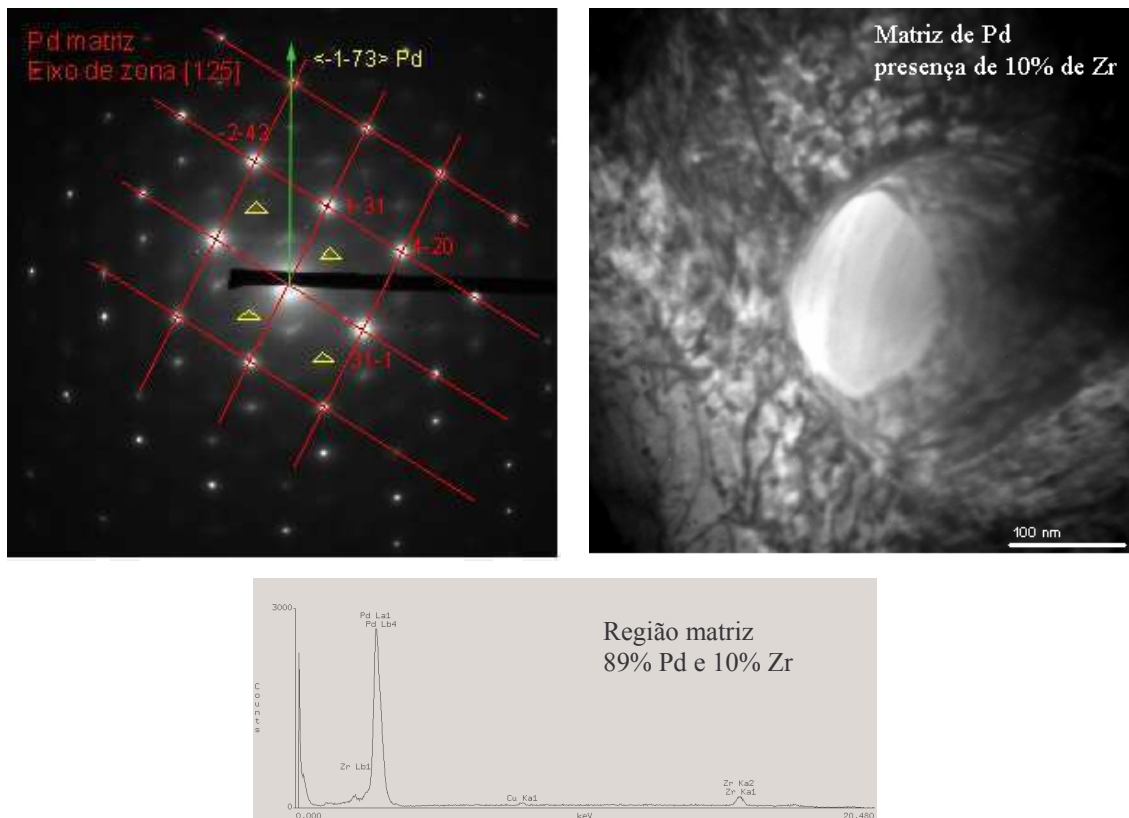 Pd matriz -
Eixo de zona [125]
<-1-73> Pd
-2-43
1-31
4-20
31-1
Matriz de Pd
presença de 10% de Zr
100 nm
3000
Pd La1
Pd Lb4
Região matriz
89% Pd e 10% Zr
Counts
Zr Lb1
Cu Ka1
Zr Ka2
Zr Ka1
0
0.000
keV
20.480